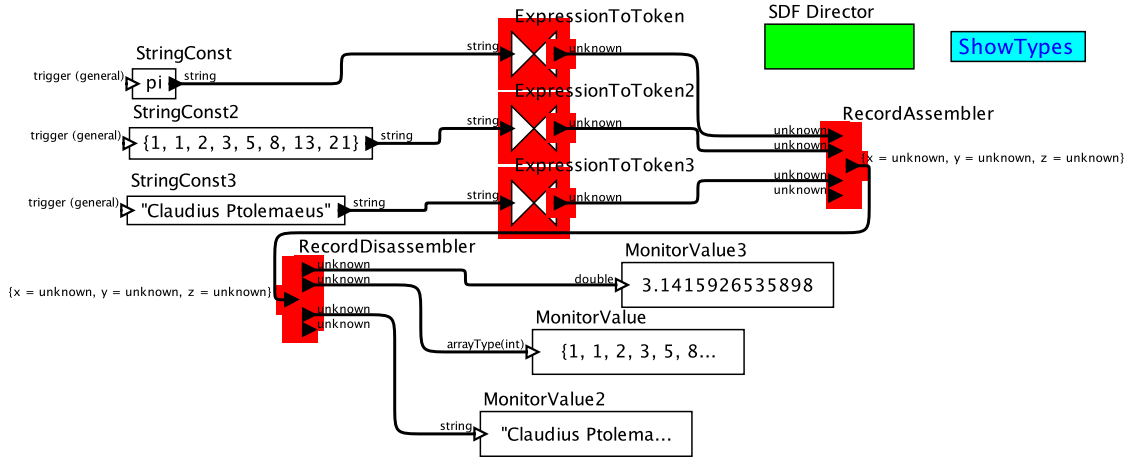 ExpressionToToken
SDF Director
StringConst
string
unknown
ShowTypes
trigger (general)
pi
string
StringConst2
ExpressionToToken2
RecordAssembler
trigger (general)
{1, 1, 2, 3, 5, 8, 13, 21}
string
string
unknown
unknown
unknown
{x = unknown, y = unknown, z = unknown}
StringConst3
ExpressionToToken3
unknown
unknown
trigger (general)
"Claudius Ptolemaeus"
string
string
unknown
RecordDisassembler
MonitorValue3
unknown
unknown
double
3.1415926535898
{x = unknown, y = unknown, z = unknown}
unknown
unknown
MonitorValue
arrayType(int)
{1, 1, 2, 3, 5, 8...
MonitorValue2
string
"Claudius Ptolema...